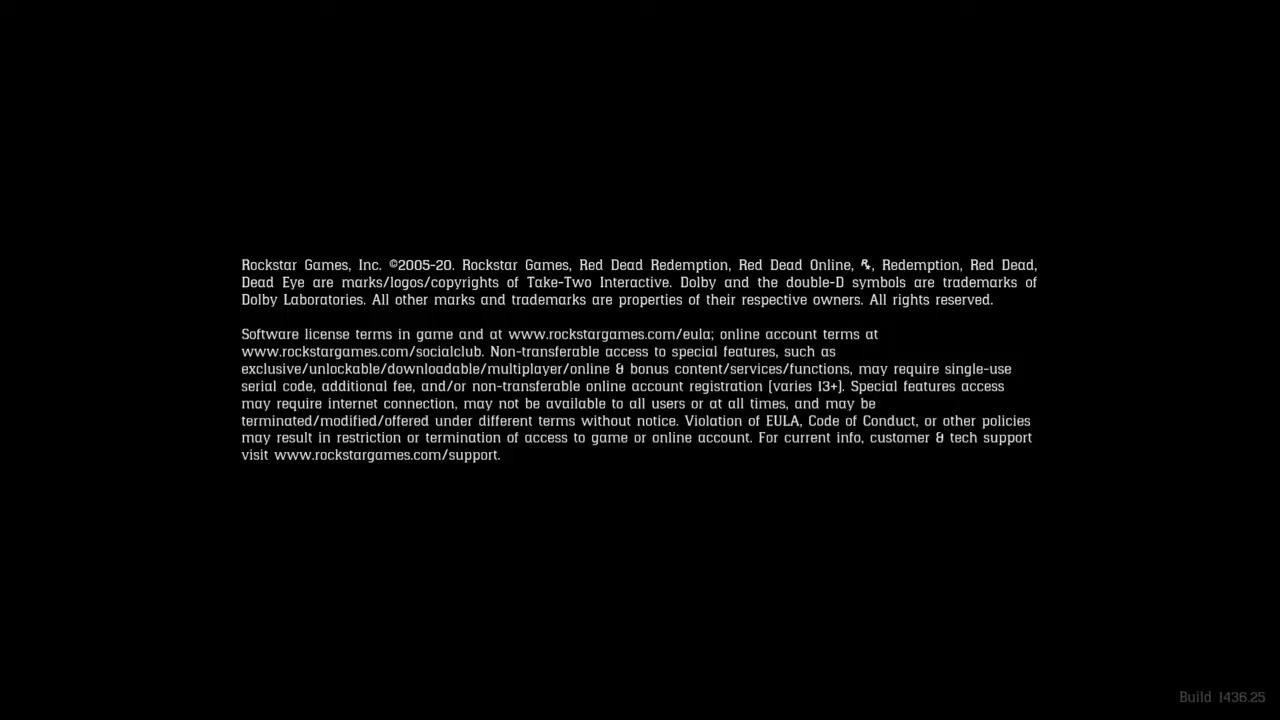 Rockstar Games, Inc. ©2005-20. Rockstar Games, Red Dead Redemption, Red Dead Online, , Redemption, Red Dead,
Dead Eye are marks/logos/copyrights of Take-Two Interactive. Dolby and the double-D symbols are trademarks of
Dolby Laboratories. All other marks and trademarks are properties of their respective owners. All rights reserved.
Software license terms in game and at www.rockstargames.com/eula; online account terms at
www.rockstargames.com/socialclub. Non-transferable access to special features, such as
exclusive/unlockable/downloadable/multiplayer/online & bonus content/services/functions, may require single-use
serial code, additional fee, and/or non-transferable online account registration (varies 13+). Special features access
may require internet connection, may not be available to all users or at all times, and may be
terminated/modified/offered under different terms without notice. Violation of EULA, Code of Conduct, or other policies
may result in restriction or termination of access to game or online account. For current info, customer & tech support
visit www.rockstargames.com/support.
Build 1436.25